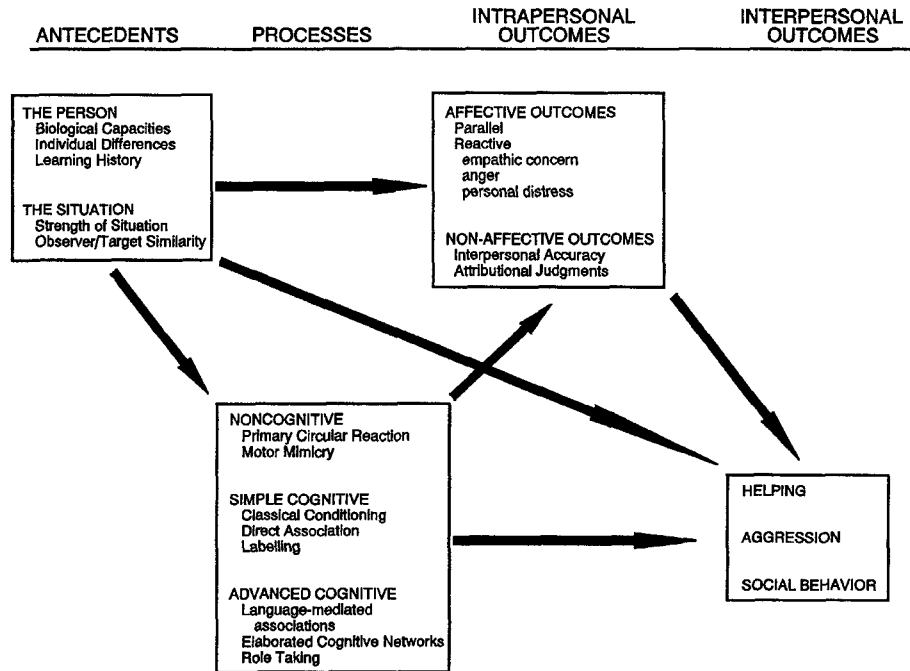 ANTECEDENTS
PROCESSES
INTRAPERSONAL
OUTCOMES
INTERPERSONAL
OUTCOMES
THE PERSON
Biological Capacities
Individual Differences
Learning History
THE SITUATION
Strength of Situation
Observer/Target Similarity
AFFECTIVE OUTCOMES
Parallel
Reactive
empathic concern
anger
personal distress
NON-AFFECTIVE OUTCOMES
Interpersonal Accuracy
Attributional Judgments
NONCOGNITIVE
Primary Circular Reaction
Motor Mimicry
SIMPLE COGNITIVE
Classical Conditioning
Direct Association
Labelling
ADVANCED COGNITIVE
Language-mediated
associations
Elaborated Cognitive Networks
Role Taking
HELPING
AGGRESSION
SOCIAL BEHAVIOR